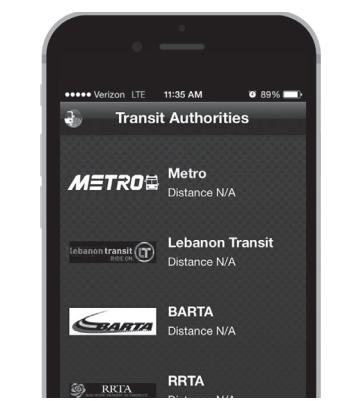 Verizon LTE 11:35 AM 89%
Transit Authorities
METRO
Metro
Distance N/A
lebanon transit LT
RIDE ON.
Lebanon Transit
Distance N/A
BARTA
BARTA
Distance N/A
RRTA
RRTA
Distance N/A